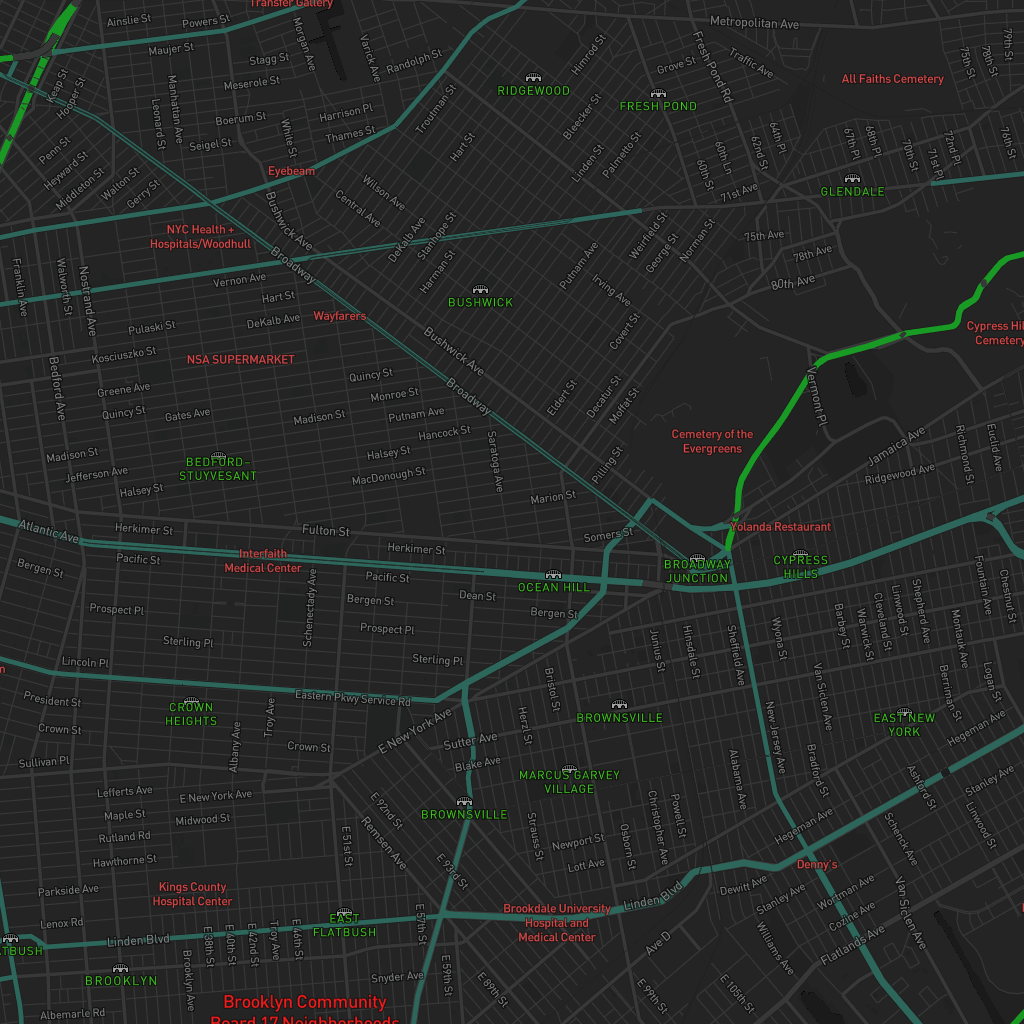 Transfer Gallery
Ainslie St
Powers St
Metropolitan Ave
Maujer St
Morgan Ave
Varick Ave
Stagg St
Randolph St
Himrod St
Fresh Pond Rd
Traffic Ave
Grove St
75th St
78th St
79th St
All Faiths Cemetery
RIDGEWOOD
FRESH POND
Keap St
Hooper St
Manhattan Ave
Leonard St
Meserole St
Harrison Pl
Thames St
Boerum St
Seigel St
White St
Troutman St
Hart St
Bleecker St
Linden St
Palmetto St
60th Ln
60th St
62nd St
64th Pl
67th Pl
68th Pl
70th St
71st Pl
72nd Pl
76th St
Penn St
Heyward St
Middleton St
Walton St
Gerry St
Eyebeam
GLENDALE
71st Ave
Bushwick Ave
Wilson Ave
Central Ave
DeKalb Ave
Stanhope St
Harman St
NYC Health +
Hospitals/Woodhull
Broadway
Weirfield St
George St
Norman St
75th Ave
78th Ave
80th Ave
Putnam Ave
Irving Ave
Covert St
Franklin Ave
Walworth St
Nostrand Ave
Vernon Ave
Hart St
DeKalb Ave
Wayfarers
BUSHWICK
Cypress Hil
Cemetery
Pulaski St
Kosciuszko St
NSA SUPERMARKET
Bushwick Ave
Broadway
Bedford Ave
Greene Ave
Quincy St
Gates Ave
Quincy St
Monroe St
Madison St
Putnam Ave
Hancock St
Saratoga Ave
Eldert St
Decatur St
Moffat St
Pilling St
Vermont Pl
Cemetery of the
Evergreens
Jamaica Ave
Ridgewood Ave
Richmond St
Euclid Ave
Madison St
Jefferson Ave
Halsey St
BEDFORD-
STUYVESANT
Halsey St
MacDonough St
Marion St
Atlantic Ave
Herkimer St
Fulton St
Somers St
Yolanda Restaurant
Bergen St
Pacific St
Interfaith
Medical Center
Herkimer St
Pacific St
OCEAN HILL
BROADWAY
JUNCTION
CYPRESS
HILLS
Fountain Ave
Chestnut St
Schenectady Ave
Bergen St
Dean St
Bergen St
Prospect Pl
Prospect Pl
Sterling Pl
Sterling Pl
Lincoln Pl
Eastern Pkwy Service Rd
Junius St
Hinsdale St
Sheffield Ave
Wyona St
Barbey St
Warwick St
Cleveland St
Linwood St
Shepherd Ave
Montauk Ave
Van Siclen Ave
Berriman St
Logan St
Bristol St
Herzl St
BROWNSVILLE
New Jersey Ave
EAST NEW
YORK
Hegeman Ave
President St
CROWN
HEIGHTS
Crown St
Crown St
Albany Ave
Troy Ave
E New York Ave
Sutter Ave
Blake Ave
Sullivan Pl
MARCUS GARVEY
VILLAGE
Alabama Ave
Bradford St
Ashford St
Stanley Ave
Linwood St
Lefferts Ave
E New York Ave
Maple St
Midwood St
Rutland Rd
Hawthorne St
E 51st St
E 92nd St
Remsen Ave
BROWNSVILLE
E 93rd St
Strauss St
Newport St
Lott Ave
Osborn St
Christopher Ave
Powell St
Hegeman Ave
Schenck Ave
Denny's
Kings County
Hospital Center
Parkside Ave
Lenox Rd
Linden Blvd
EAST
FLATBUSH
E 57th St
Brookdale University
Hospital and
Medical Center
Linden Blvd
Dewitt Ave
Stanley Ave
Wortman Ave
Cozine Ave
Flatlands Ave
Van Siclen Ave
Williams Ave
Ave D
TBUSH
BROOKLYN
Brooklyn Ave
E 38th St
E 40th St
E 42nd St
Troy Ave
E 46th St
Snyder Ave
E 59th St
E 89th St
E 99th St
E 105th St
Albemarle Rd
Brooklyn Community
Board 17 Neighborhoods